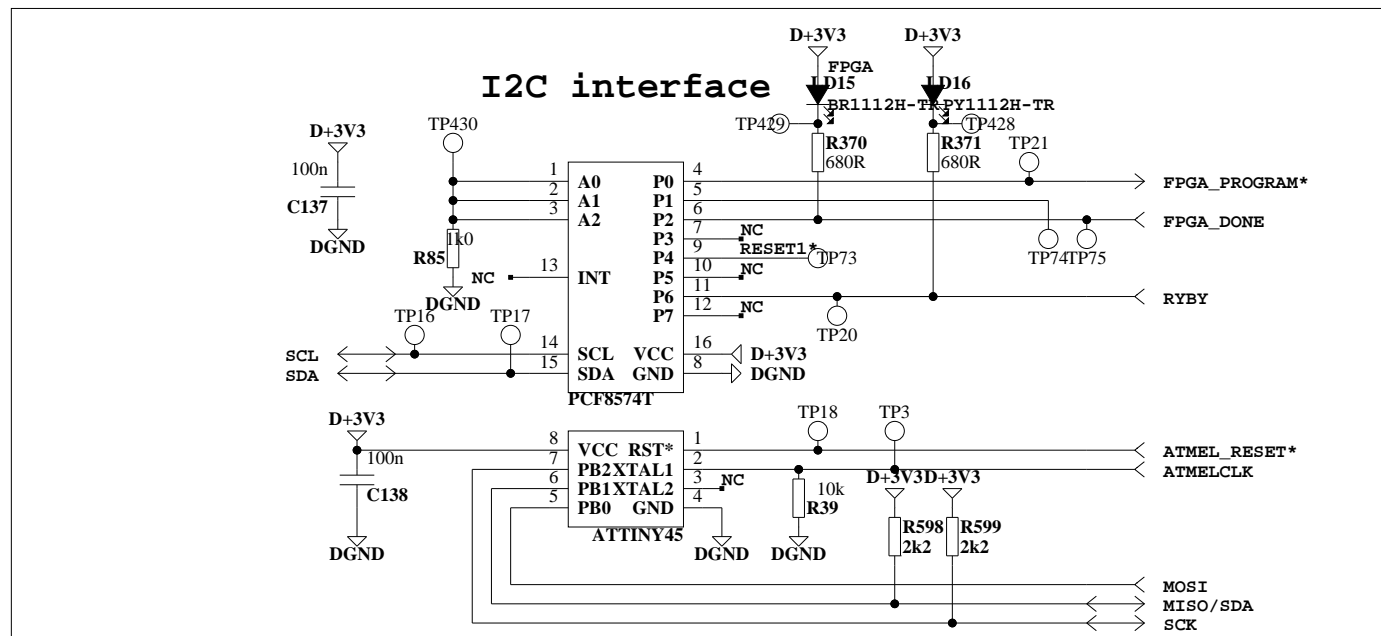 D+3V3 D+3V3
FPGA
I2C interface LD15 LD16
BR1112H-TR PY1112H-TR
TP430 TP429 TP428
D+3V3 R370 R371 TP21
100n 680R 680R
1 A0 P0 4 FPGA_PROGRAM*
2 A1 P1 5
C137 3 A2 P2 6 FPGA_DONE
P3 7 NC
DGND 1k0 RESET1*
R85 P4 9 TP73 TP74 TP75
NC 13 INT P5 10 NC
DGND P6 11 RYBY
TP16 TP17 P7 12 NC TP20
SCL 14 SCL VCC 16 D+3V3
SDA 15 SDA GND 8 DGND
PCF8574T
D+3V3 TP18 TP3
8 VCC RST* 1 ATMEL_RESET*
100n 7 PB2 XTAL1 2 ATMELCLK
6 PB1 XTAL2 3 NC 10k D+3V3 D+3V3
C138 5 PB0 GND 4 R39
ATTINY45 R598 R599
DGND DGND DGND 2k2 2k2
MOSI
MISO/SDA
SCK